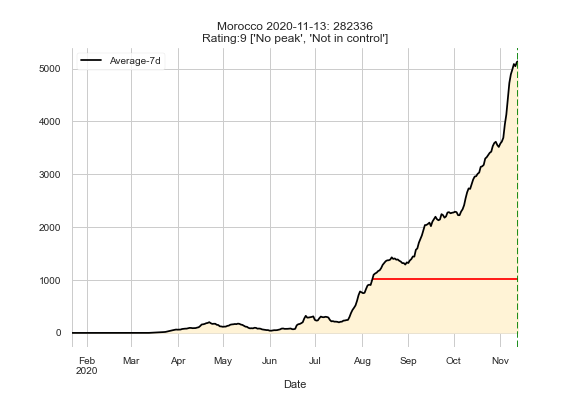 Morocco 2020-11-13: 282336
Rating:9 ['No peak', 'Not in control']
Average-7d
5000
4000
3000
2000
1000
0
Feb Mar Apr May Jun Jul Aug Sep Oct Nov
2020
Date